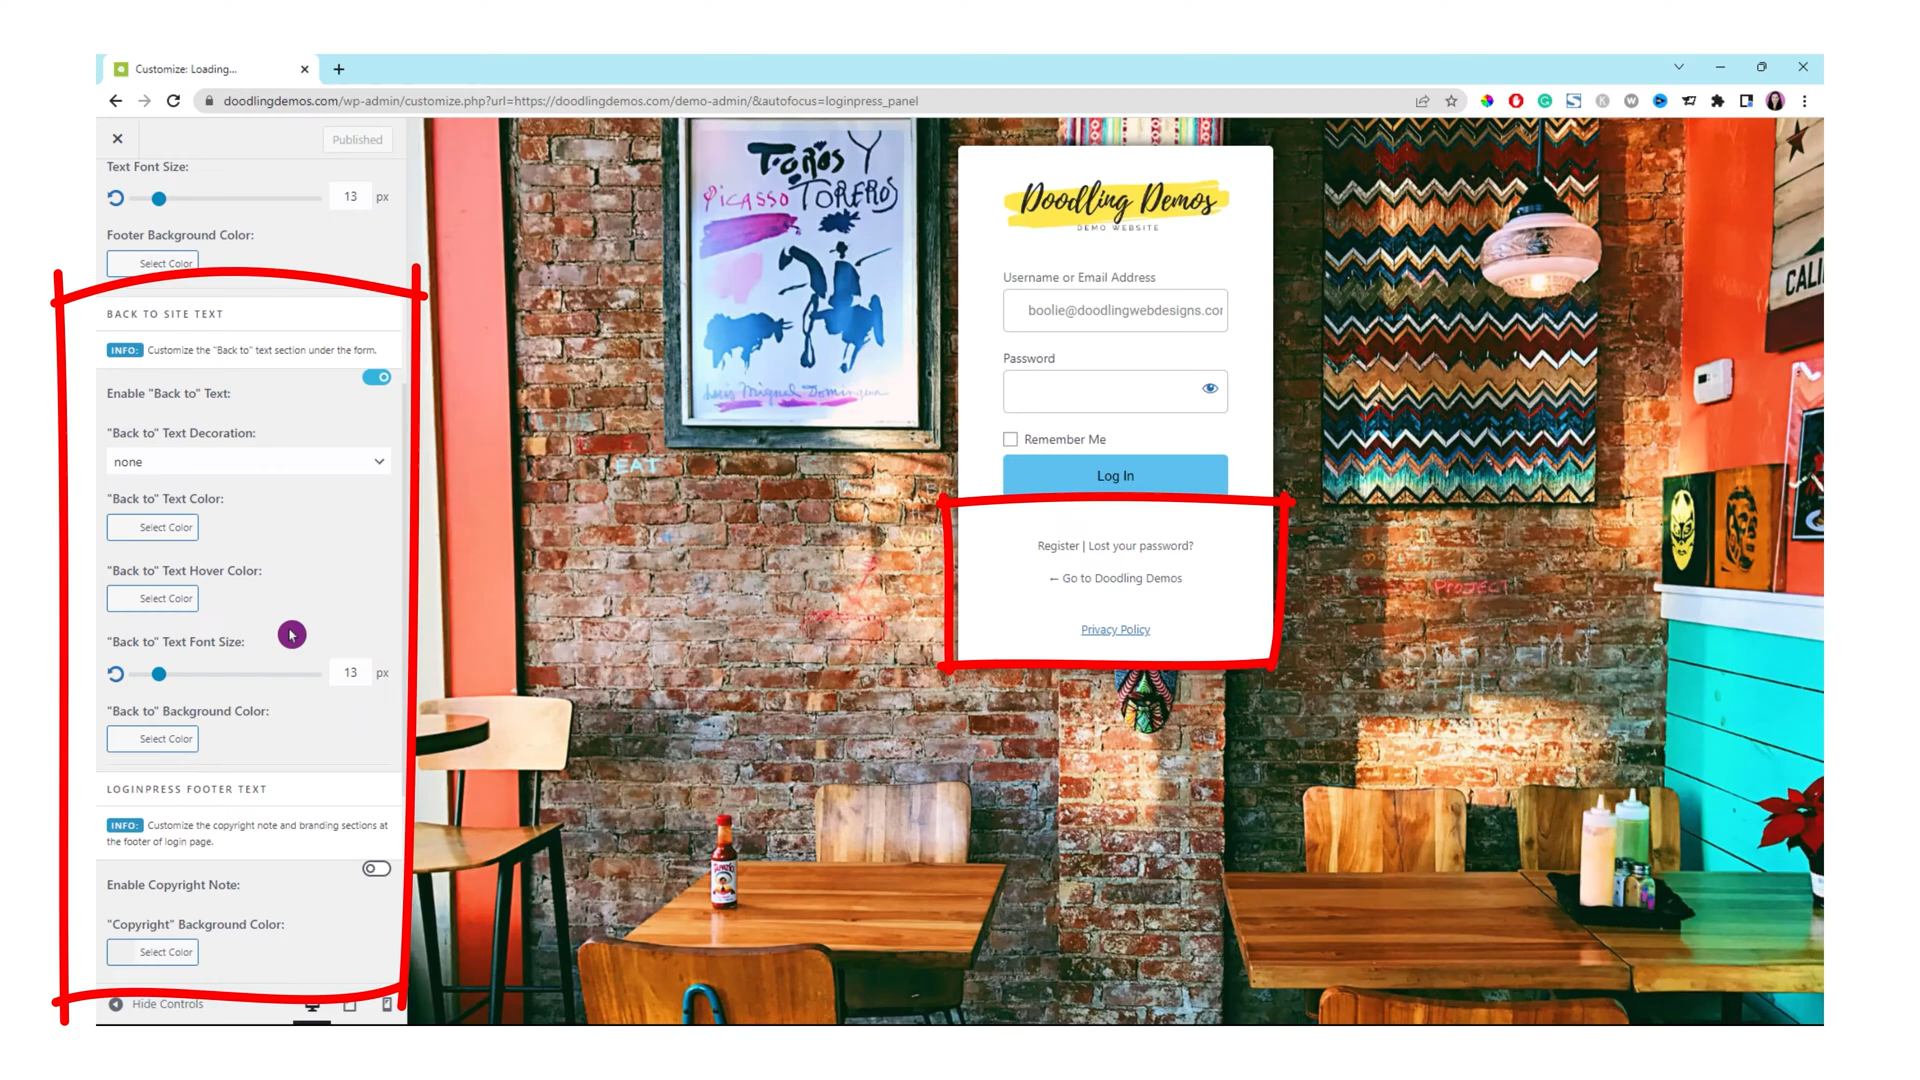 Customize: Loading...
doodlingdemos.com/wp-admin/customize.php?url=https://doodlingdemos.com/demo-admin/&autofocus=loginpress_panel
Published
Text Font Size:
13 px
Footer Background Color:
Select Color
BACK TO SITE TEXT
INFO: Customize the "Back to" text section under the form.
Enable "Back to" Text:
"Back to" Text Decoration:
none
"Back to" Text Color:
Select Color
"Back to" Text Hover Color:
Select Color
"Back to" Text Font Size:
13 px
"Back to" Background Color:
Select Color
LOGINPRESS FOOTER TEXT
INFO: Customize the copyright note and branding sections at
the footer of login page.
Enable Copyright Note:
"Copyright" Background Color:
Select Color
Hide Controls
TOROS Y
PICASSO TOREROS
Luis Miguel Dominguin
EAT
Doodling Demos
DEMO WEBSITE
Username or Email Address
boolie@doodlingwebdesigns.co
Password
Remember Me
Log In
Register | Lost your password?
← Go to Doodling Demos
Privacy Policy
PROJECT
CALI